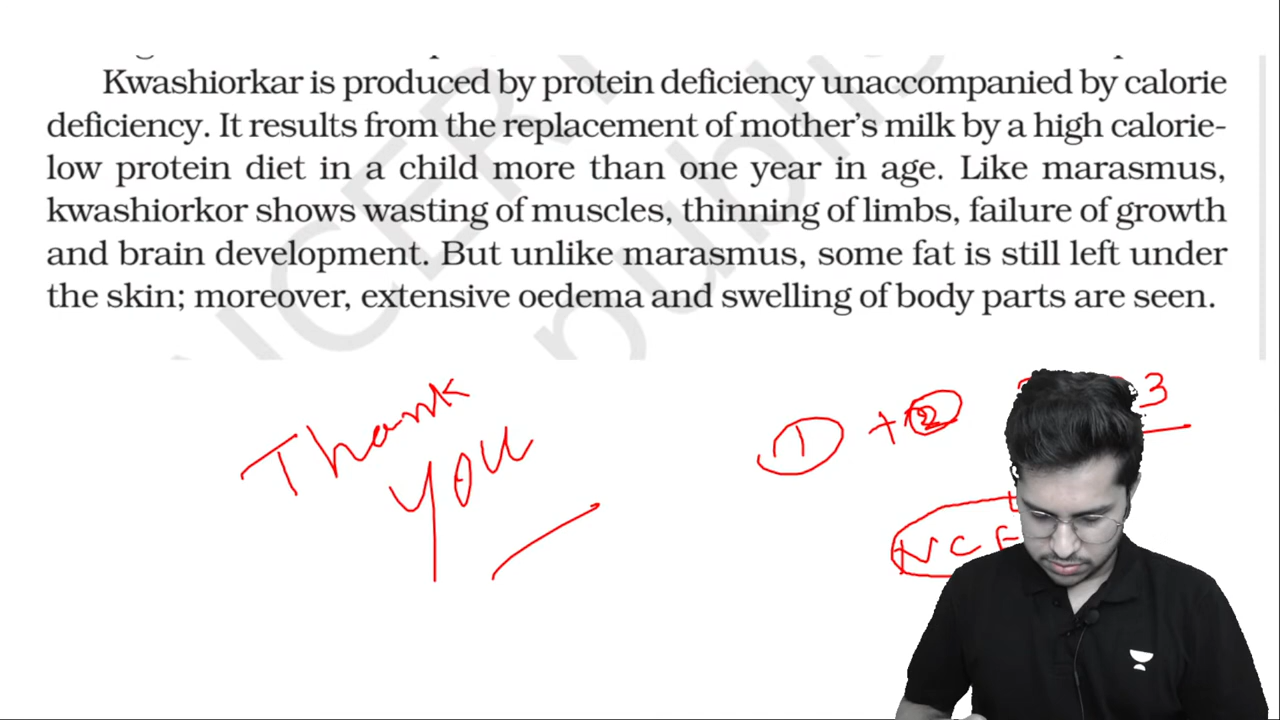 Kwashiorkar is produced by protein deficiency unaccompanied by calorie
deficiency. It results from the replacement of mother's milk by a high calorie-
low protein diet in a child more than one year in age. Like marasmus,
kwashiorkor shows wasting of muscles, thinning of limbs, failure of growth
and brain development. But unlike marasmus, some fat is still left under
the skin; moreover, extensive oedema and swelling of body parts are seen.
Thank
You
1 + 2
3